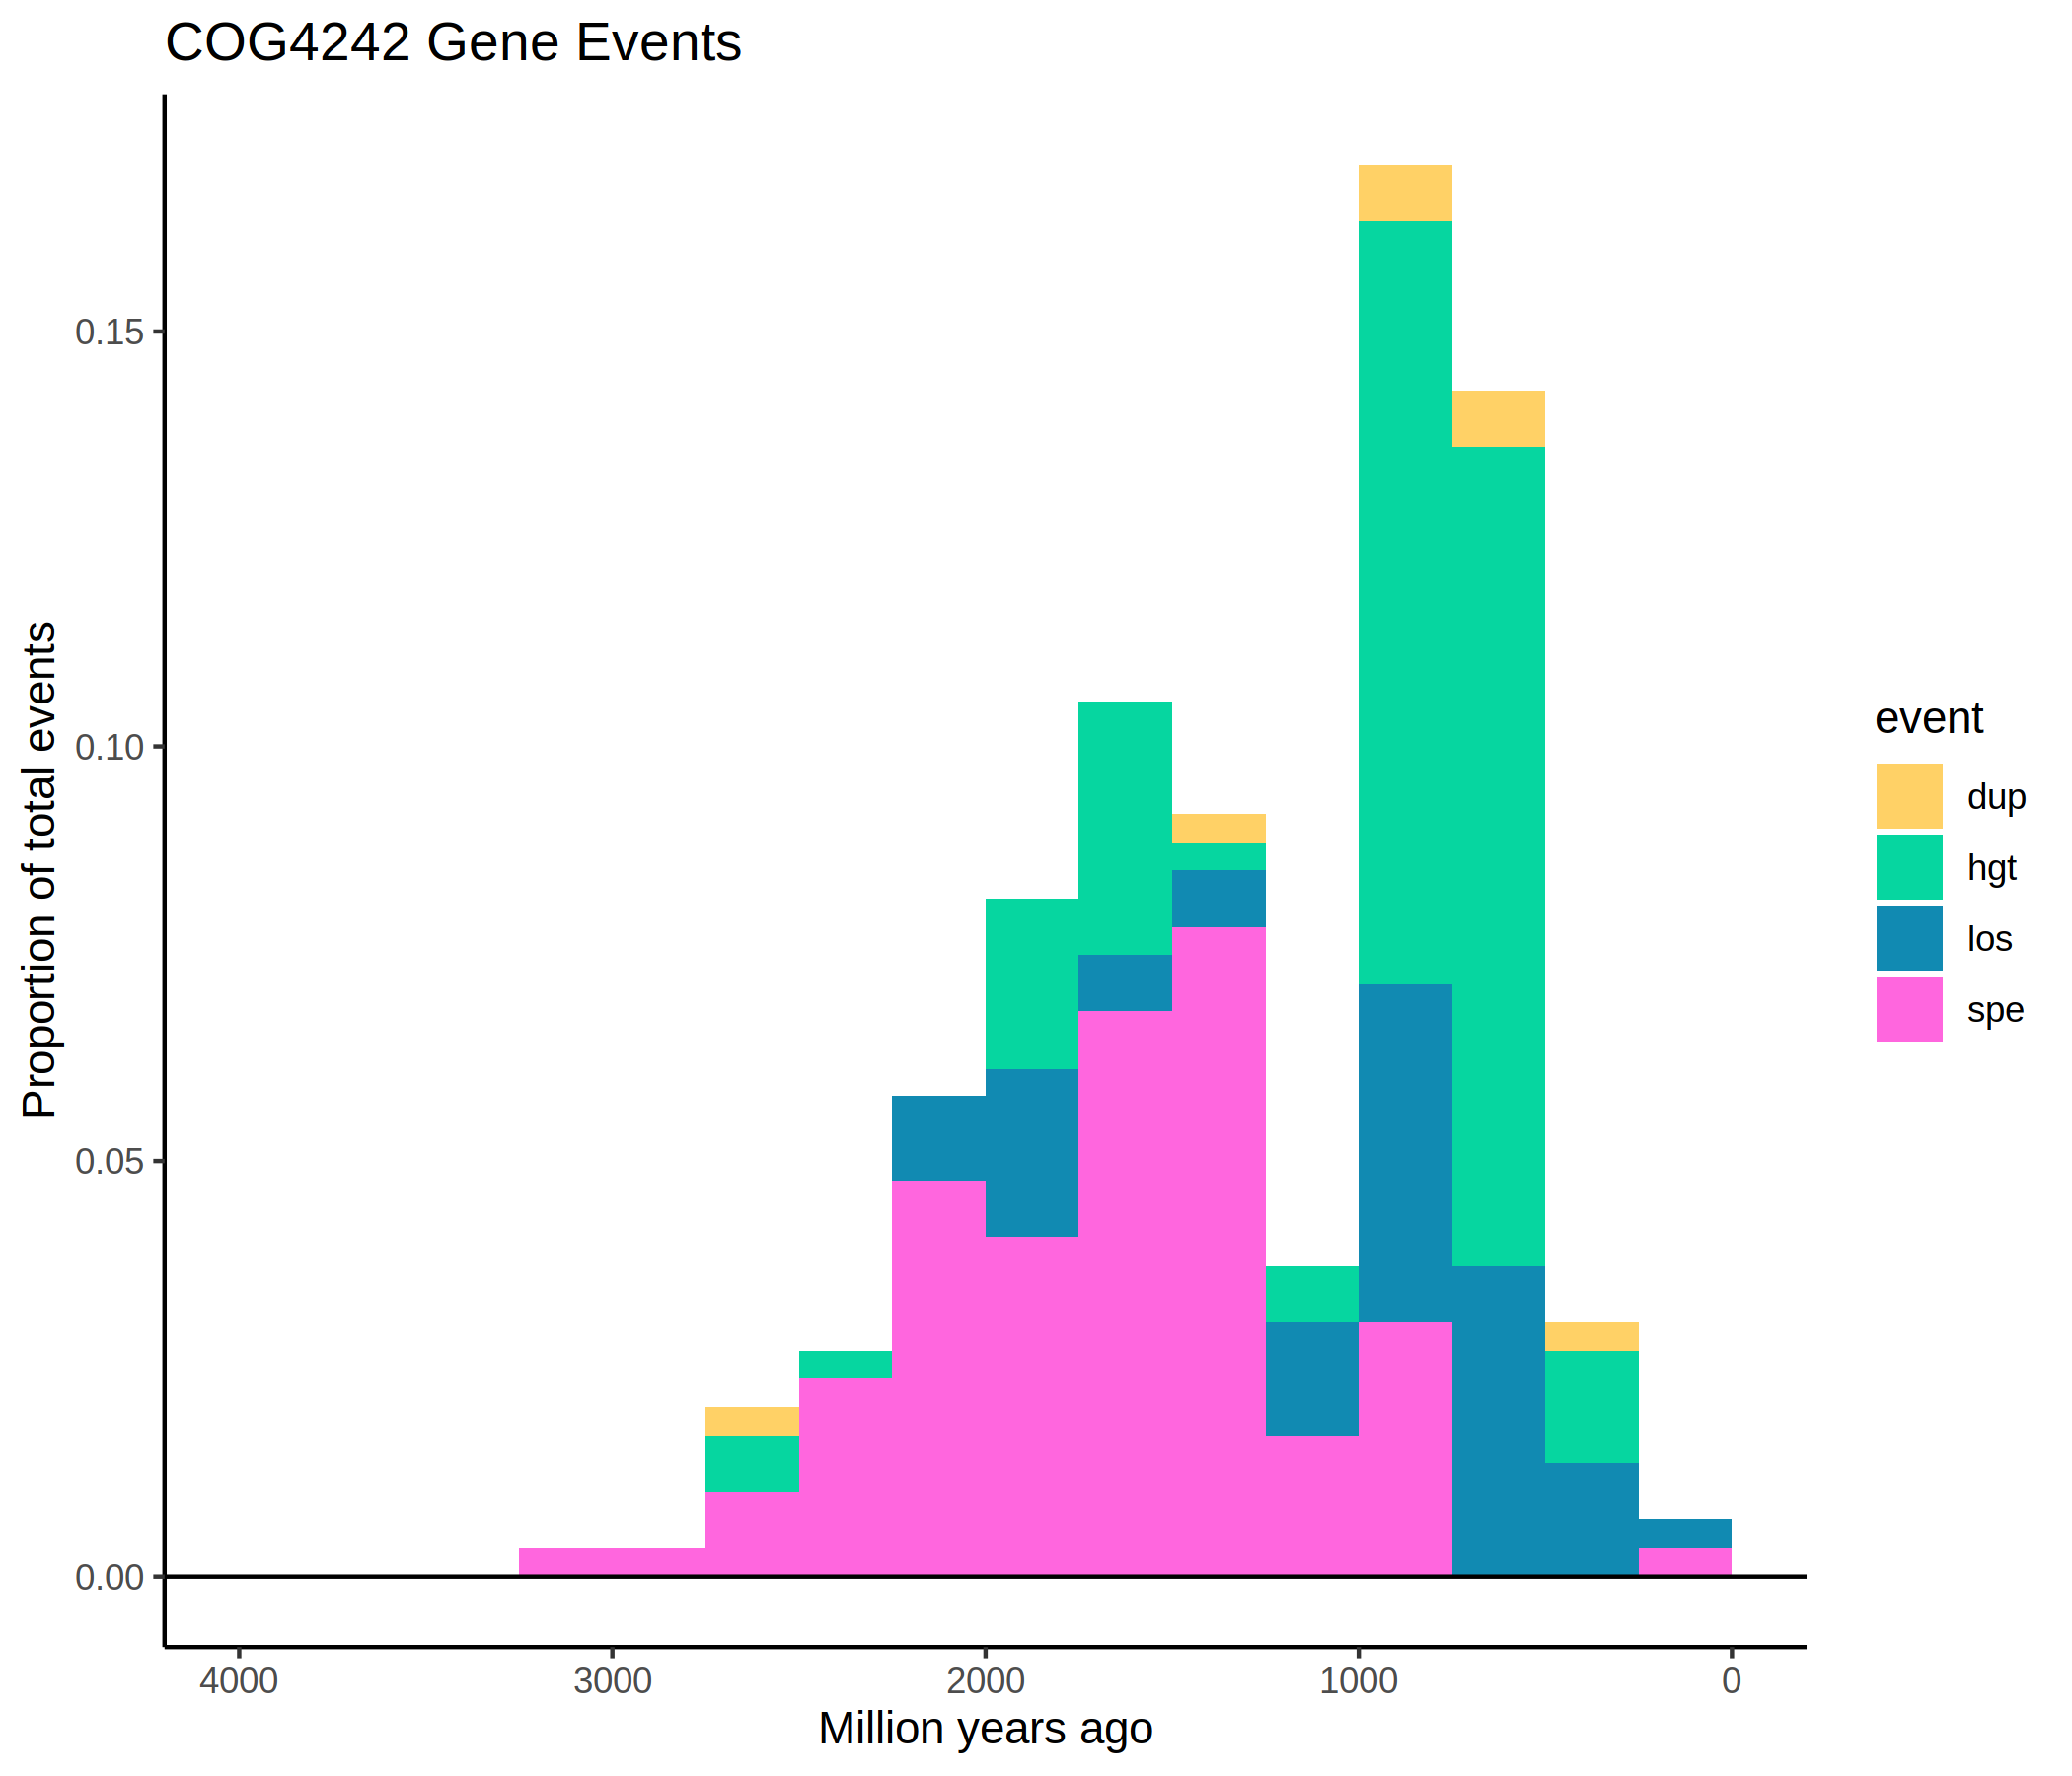 COG4242 Gene Events
Proportion of total events
0.15
0.10
0.05
0.00
4000 3000 2000 1000 0
Million years ago
event
dup
hgt
los
spe